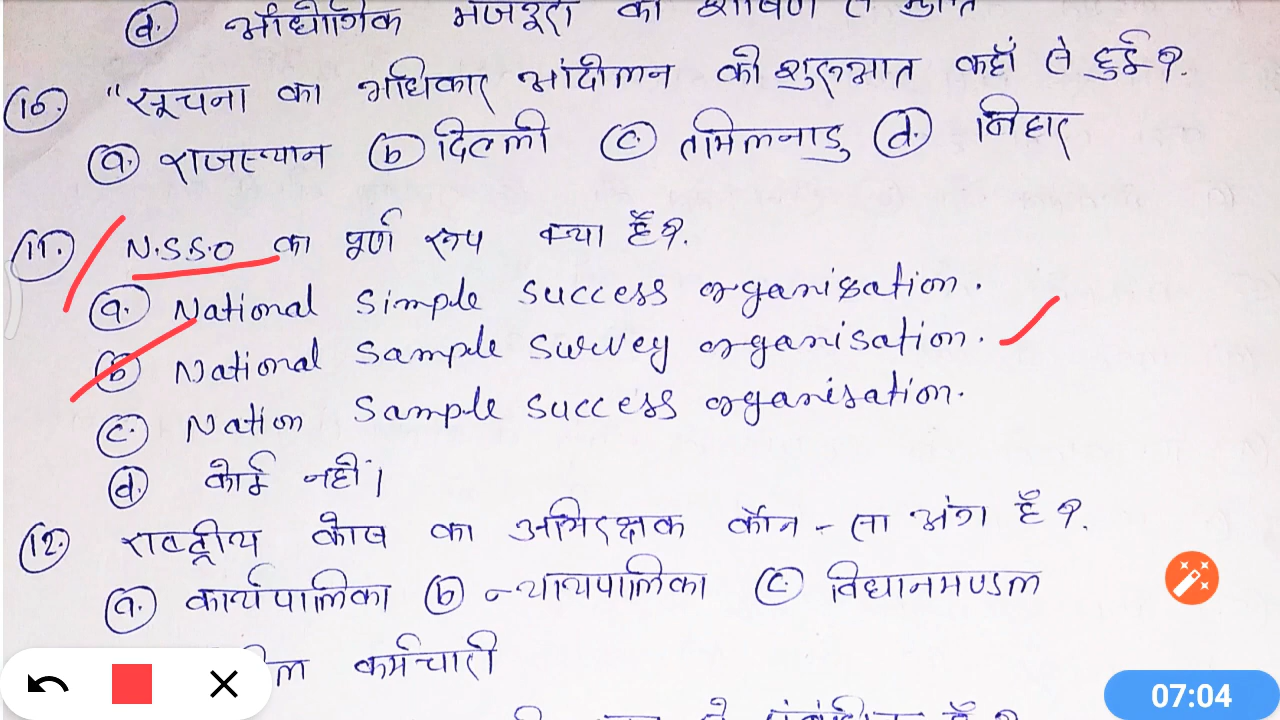 d. औद्योगिक मजदूरों का शोषण से मुक्ति
10. "सूचना का अधिकार आंदोलन की शुरुआत कहाँ से हुई?
a. राजस्थान b दिल्ली c तमिलनाडु d. बिहार
11. N.S.S.O का पूर्ण रूप क्या है?
a. National Simple Success organisation.
b National Sample Survey organisation.
c. Nation Sample Success organisation.
d. कोई नहीं।
12. राष्ट्रीय कोष का अभिरक्षक कौन-सा अंग है?
a. कार्यपालिका b न्यायपालिका c. विधानमण्डल
कर्मचारी
07:04